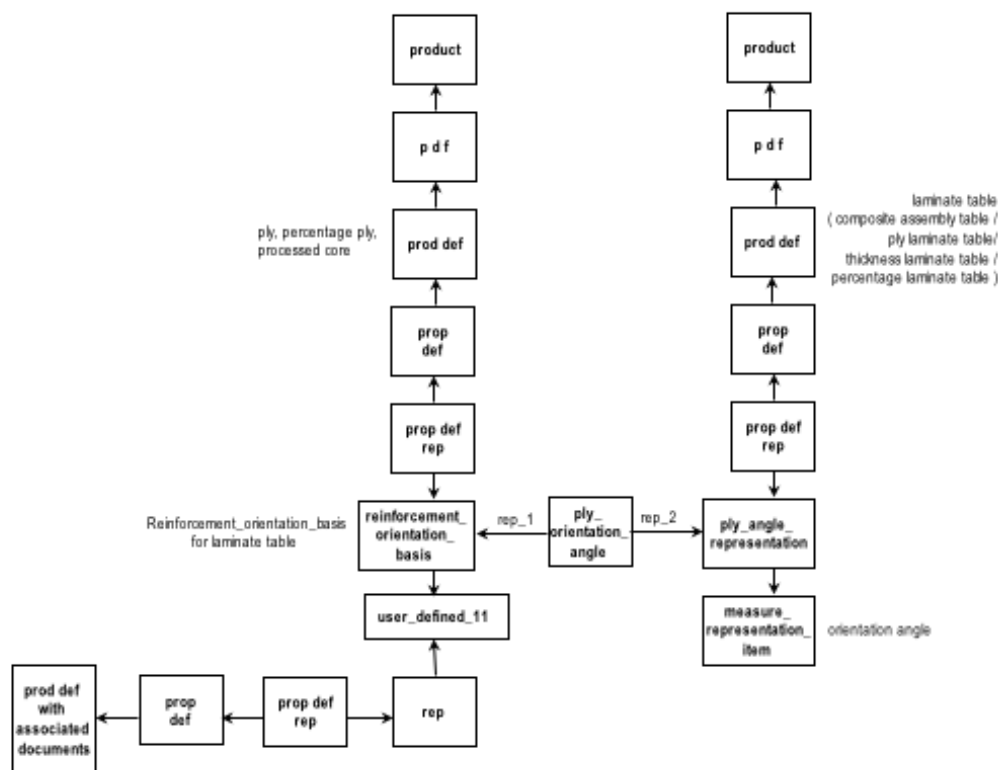 product
product
p d f
p d f
laminate table
( composite assembly table /
ply laminate table/
thickness laminate table /
percentage laminate table )
ply, percentage ply,
processed core
prod def
prod def
prop
def
prop
def
prop def
rep
prop def
rep
Reinforcement_orientation_basis
for laminate table
reinforcement_
orientation_
basis
rep_1
ply_
orientation_
angle
rep_2
ply_angle_
representation
user_defined_11
measure_
representation_
item
orientation angle
prod def
with
associated
documents
prop
def
prop def
rep
rep